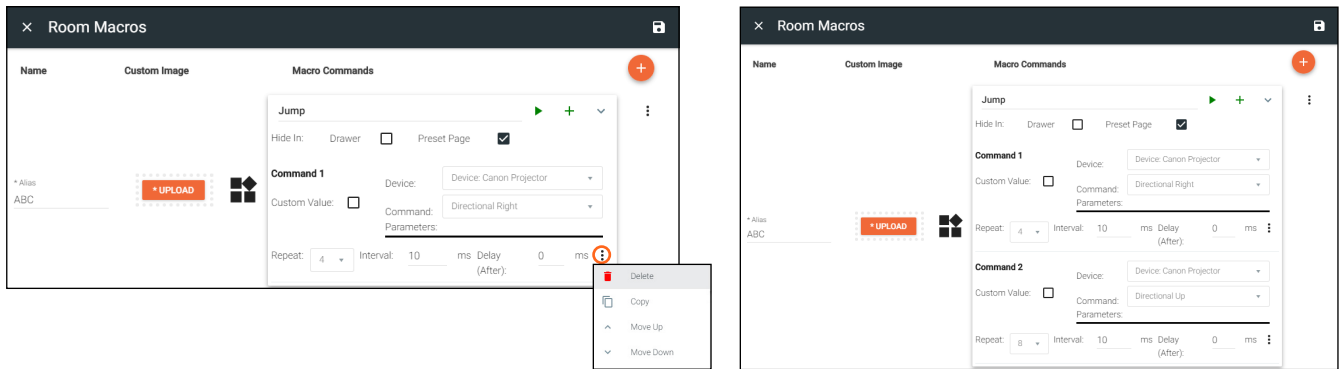 × Room Macros
Name Custom Image Macro Commands
Jump
Hide In: Drawer Preset Page
Command 1
Device: Device: Canon Projector
Custom Value:
Command: Directional Right
Parameters:
* Alias
ABC
* UPLOAD
Repeat: 4 Interval: 10 ms Delay (After): 0 ms
Delete
Copy
Move Up
Move Down
× Room Macros
Name Custom Image Macro Commands
Jump
Hide In: Drawer Preset Page
Command 1
Device: Device: Canon Projector
Custom Value:
Command: Directional Right
Parameters:
* Alias
ABC
* UPLOAD
Repeat: 4 Interval: 10 ms Delay (After): 0 ms
Command 2
Device: Device: Canon Projector
Custom Value:
Command: Directional Up
Parameters:
Repeat: 8 Interval: 10 ms Delay (After): 0 ms